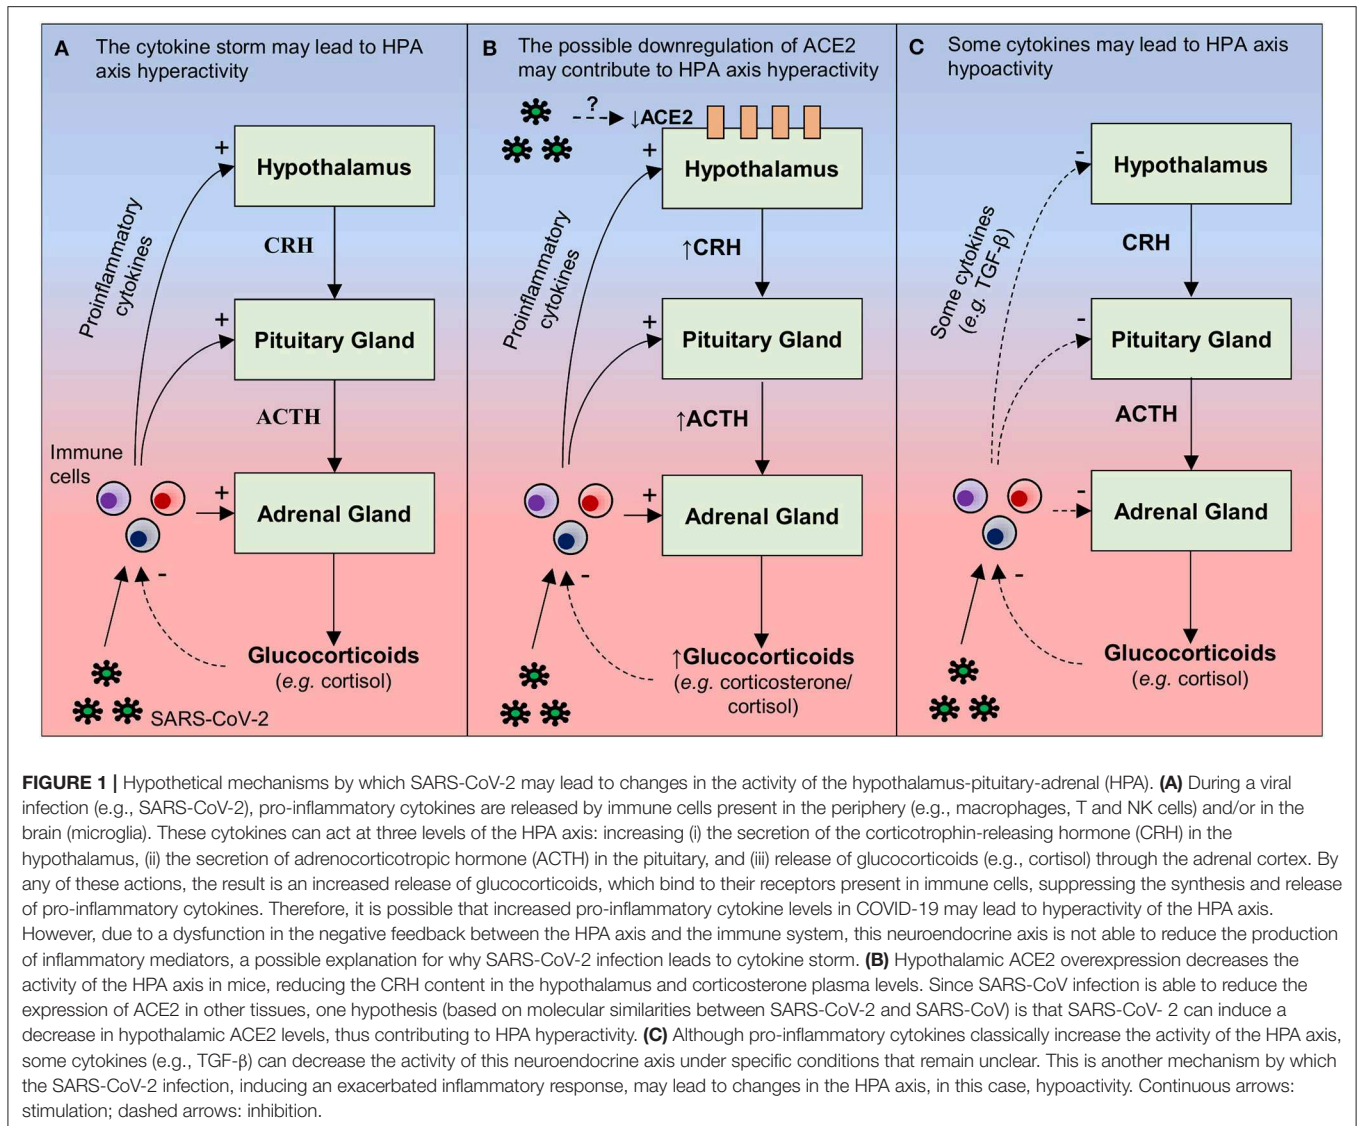 A The cytokine storm may lead to HPA
axis hyperactivity
+
Hypothalamus
Proinflammatory
cytokines
CRH
+
Pituitary Gland
ACTH
Immune
cells
+
Adrenal Gland
-
Glucocorticoids
(e.g. cortisol)
SARS-CoV-2
B The possible downregulation of ACE2
may contribute to HPA axis hyperactivity
?
↓ACE2
+
Hypothalamus
Proinflammatory
cytokines
↑CRH
+
Pituitary Gland
↑ACTH
+
Adrenal Gland
-
↑Glucocorticoids
(e.g. corticosterone/
cortisol)
C Some cytokines may lead to HPA axis
hypoactivity
-
Hypothalamus
Some cytokines
(e.g. TGF-β)
CRH
-
Pituitary Gland
ACTH
-
Adrenal Gland
-
Glucocorticoids
(e.g. cortisol)
FIGURE 1 | Hypothetical mechanisms by which SARS-CoV-2 may lead to changes in the activity of the hypothalamus-pituitary-adrenal (HPA). (A) During a viral
infection (e.g., SARS-CoV-2), pro-inflammatory cytokines are released by immune cells present in the periphery (e.g., macrophages, T and NK cells) and/or in the
brain (microglia). These cytokines can act at three levels of the HPA axis: increasing (i) the secretion of the corticotrophin-releasing hormone (CRH) in the
hypothalamus, (ii) the secretion of adrenocorticotropic hormone (ACTH) in the pituitary, and (iii) release of glucocorticoids (e.g., cortisol) through the adrenal cortex. By
any of these actions, the result is an increased release of glucocorticoids, which bind to their receptors present in immune cells, suppressing the synthesis and release
of pro-inflammatory cytokines. Therefore, it is possible that increased pro-inflammatory cytokine levels in COVID-19 may lead to hyperactivity of the HPA axis.
However, due to a dysfunction in the negative feedback between the HPA axis and the immune system, this neuroendocrine axis is not able to reduce the production
of inflammatory mediators, a possible explanation for why SARS-CoV-2 infection leads to cytokine storm. (B) Hypothalamic ACE2 overexpression decreases the
activity of the HPA axis in mice, reducing the CRH content in the hypothalamus and corticosterone plasma levels. Since SARS-CoV infection is able to reduce the
expression of ACE2 in other tissues, one hypothesis (based on molecular similarities between SARS-CoV-2 and SARS-CoV) is that SARS-CoV- 2 can induce a
decrease in hypothalamic ACE2 levels, thus contributing to HPA hyperactivity. (C) Although pro-inflammatory cytokines classically increase the activity of the HPA axis,
some cytokines (e.g., TGF-β) can decrease the activity of this neuroendocrine axis under specific conditions that remain unclear. This is another mechanism by which
the SARS-CoV-2 infection, inducing an exacerbated inflammatory response, may lead to changes in the HPA axis, in this case, hypoactivity. Continuous arrows:
stimulation; dashed arrows: inhibition.